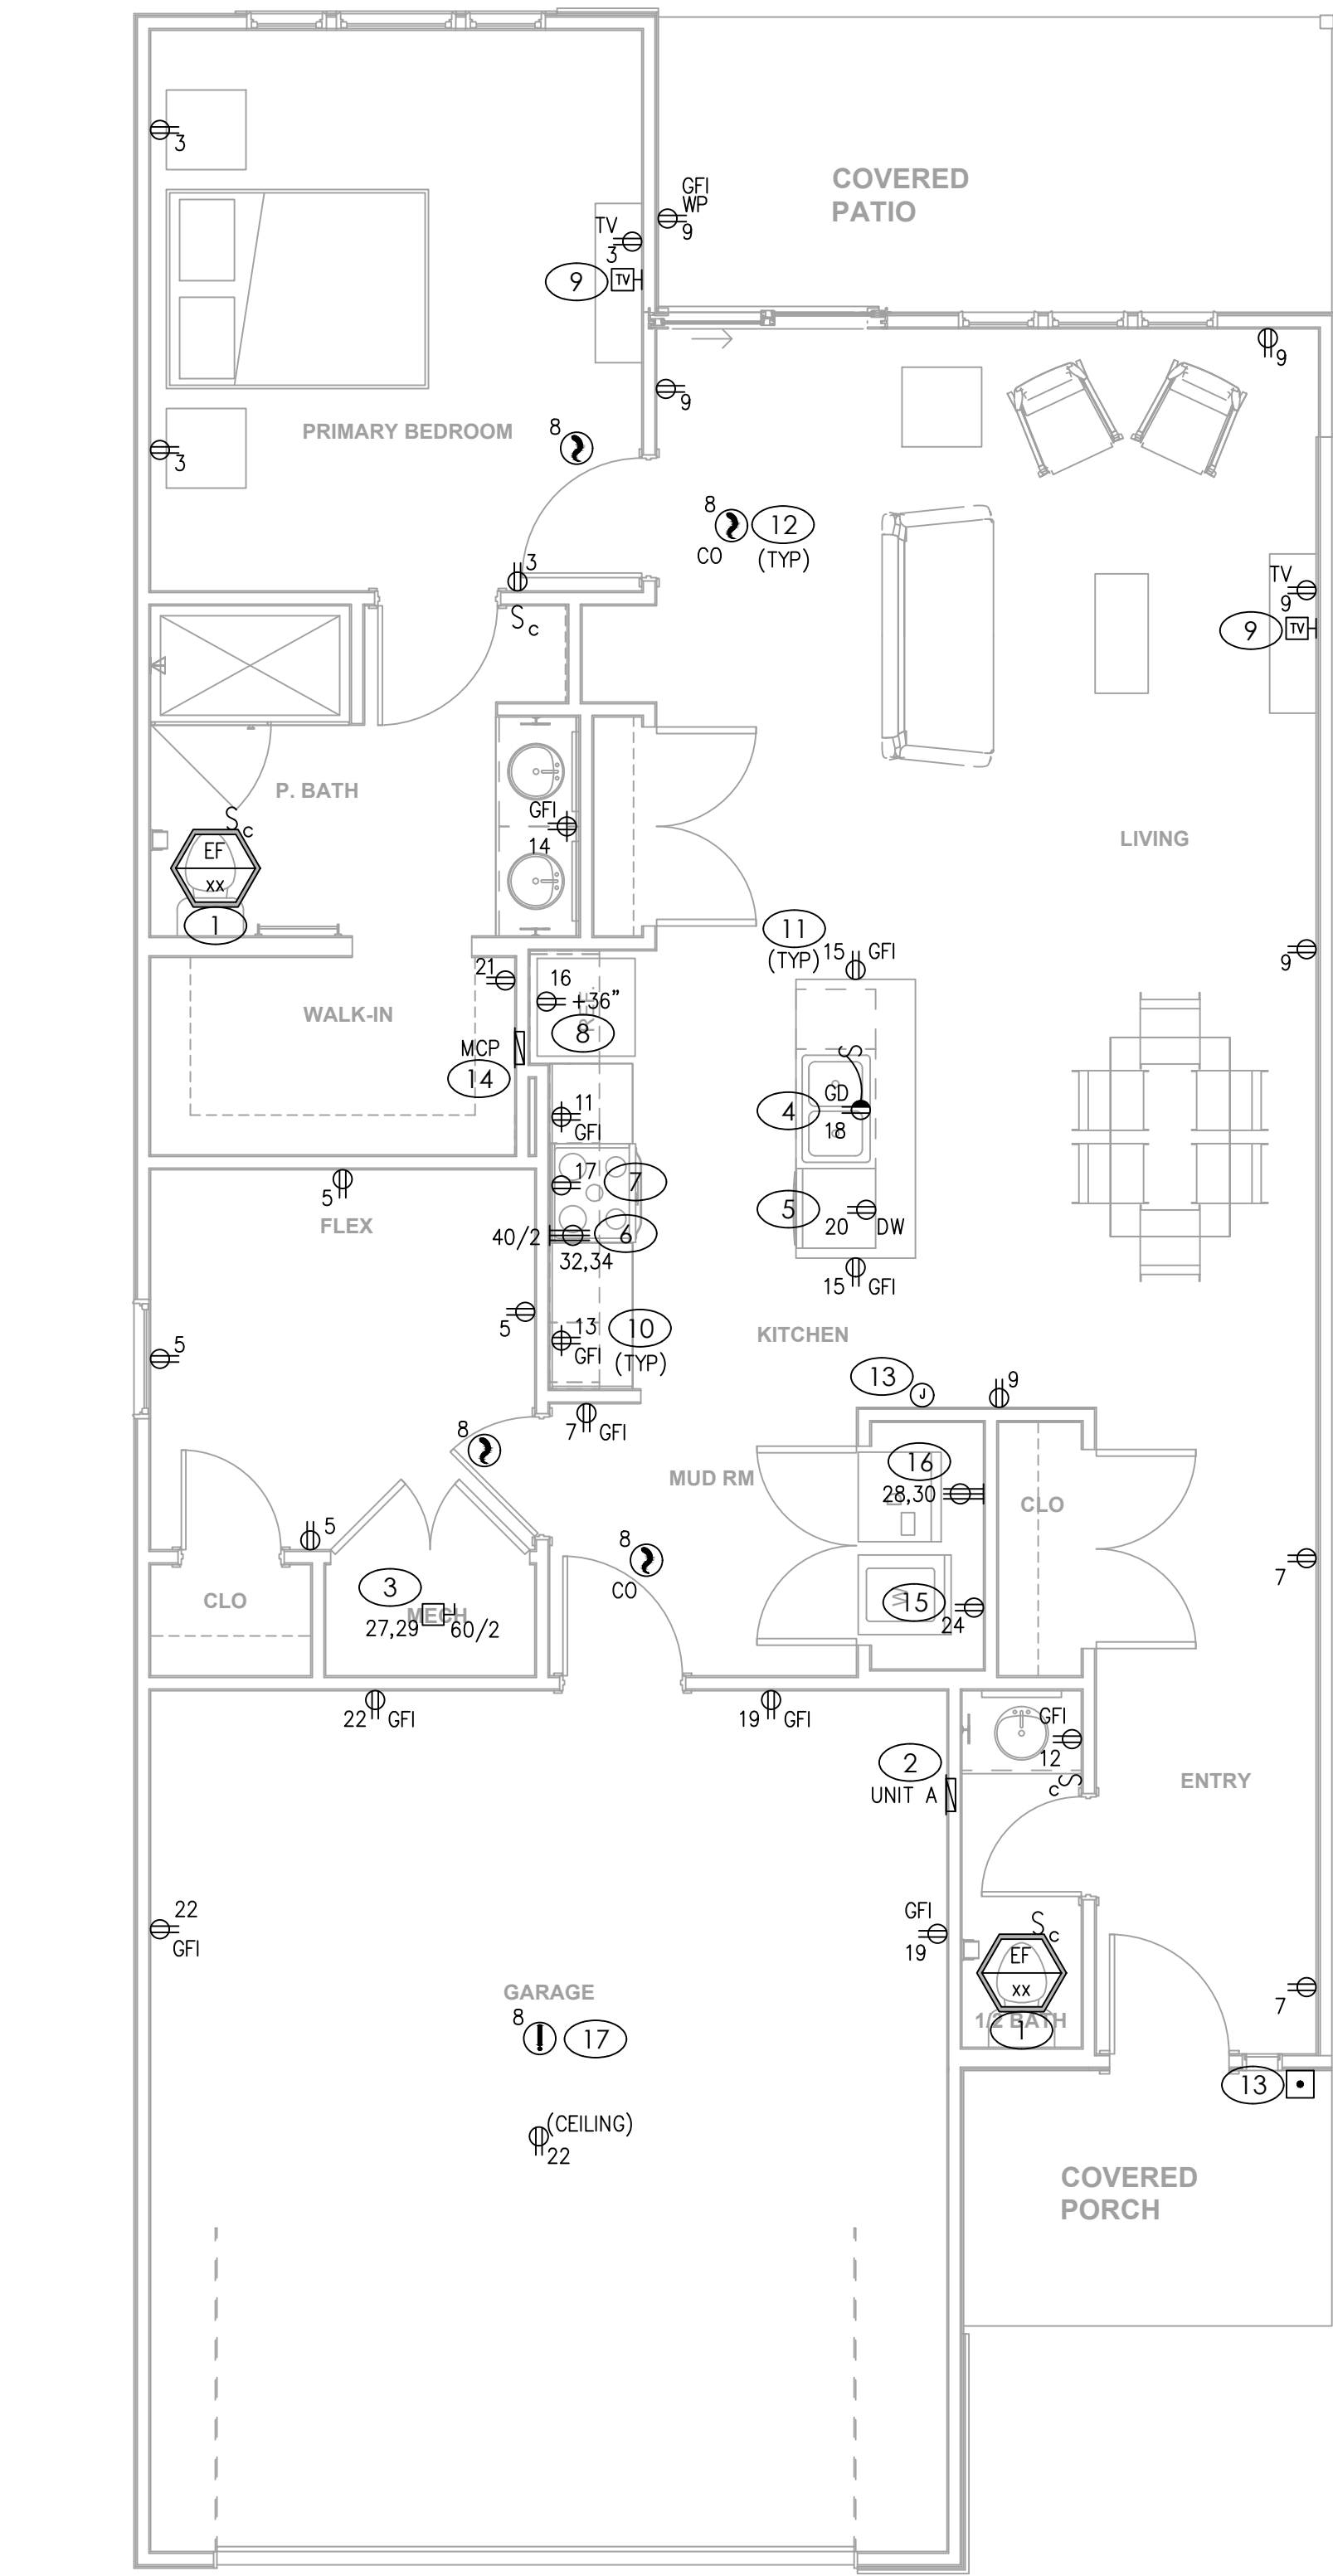 3
COVERED
PATIO
GFI
WP
9
TV
3
9
TV
9
9
PRIMARY BEDROOM
8
3
8
12
CO
(TYP)
3
Sc
TV
9
9
TV
P. BATH
GFI
14
LIVING
Sc
EF
xx
1
11
(TYP)
15
GFI
9
21
16
+36”
8
WALK-IN
MCP
14
S
GD
4
18
11
GFI
17
7
5
20
DW
5
FLEX
40/2
6
32,34
15
GFI
5
13
GFI
10
(TYP)
KITCHEN
5
13
J
9
7
GFI
8
MUD RM
16
28,30
CLO
5
8
CO
7
3
MECH
27,29
60/2
CLO
W
15
24
22
GFI
19
GFI
GFI
12
Sc
2
UNIT A
ENTRY
22
GFI
GFI
19
Sc
EF
xx
1/2 BATH
1
7
GARAGE
8
17
13
(CEILING)
22
COVERED
PORCH